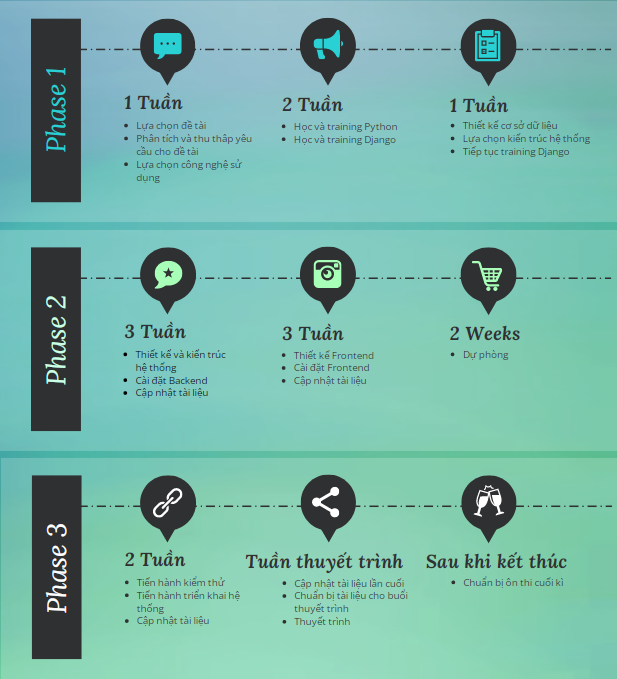 Phase 1
1 Tuần
Lựa chọn đề tài
Phân tích và thu thập yêu
cầu cho đề tài
Lựa chọn công nghệ sử
dụng
2 Tuần
Học và training Python
Học và training Django
1 Tuần
Thiết kế cơ sở dữ liệu
Lựa chọn kiến trúc hệ thống
Tiếp tục training Django
Phase 2
3 Tuần
Thiết kế và kiến trúc
hệ thống
Cài đặt Backend
Cập nhật tài liệu
3 Tuần
Thiết kế Frontend
Cài đặt Frontend
Cập nhật tài liệu
2 Weeks
Dự phòng
Phase 3
2 Tuần
Tiến hành kiểm thử
Tiến hành triển khai hệ
thống
Cập nhật tài liệu
Tuần thuyết trình
Cập nhật tài liệu lần cuối
Chuẩn bị tài liệu cho buổi
thuyết trình
Thuyết trình
Sau khi kết thúc
Chuẩn bị ôn thi cuối kì